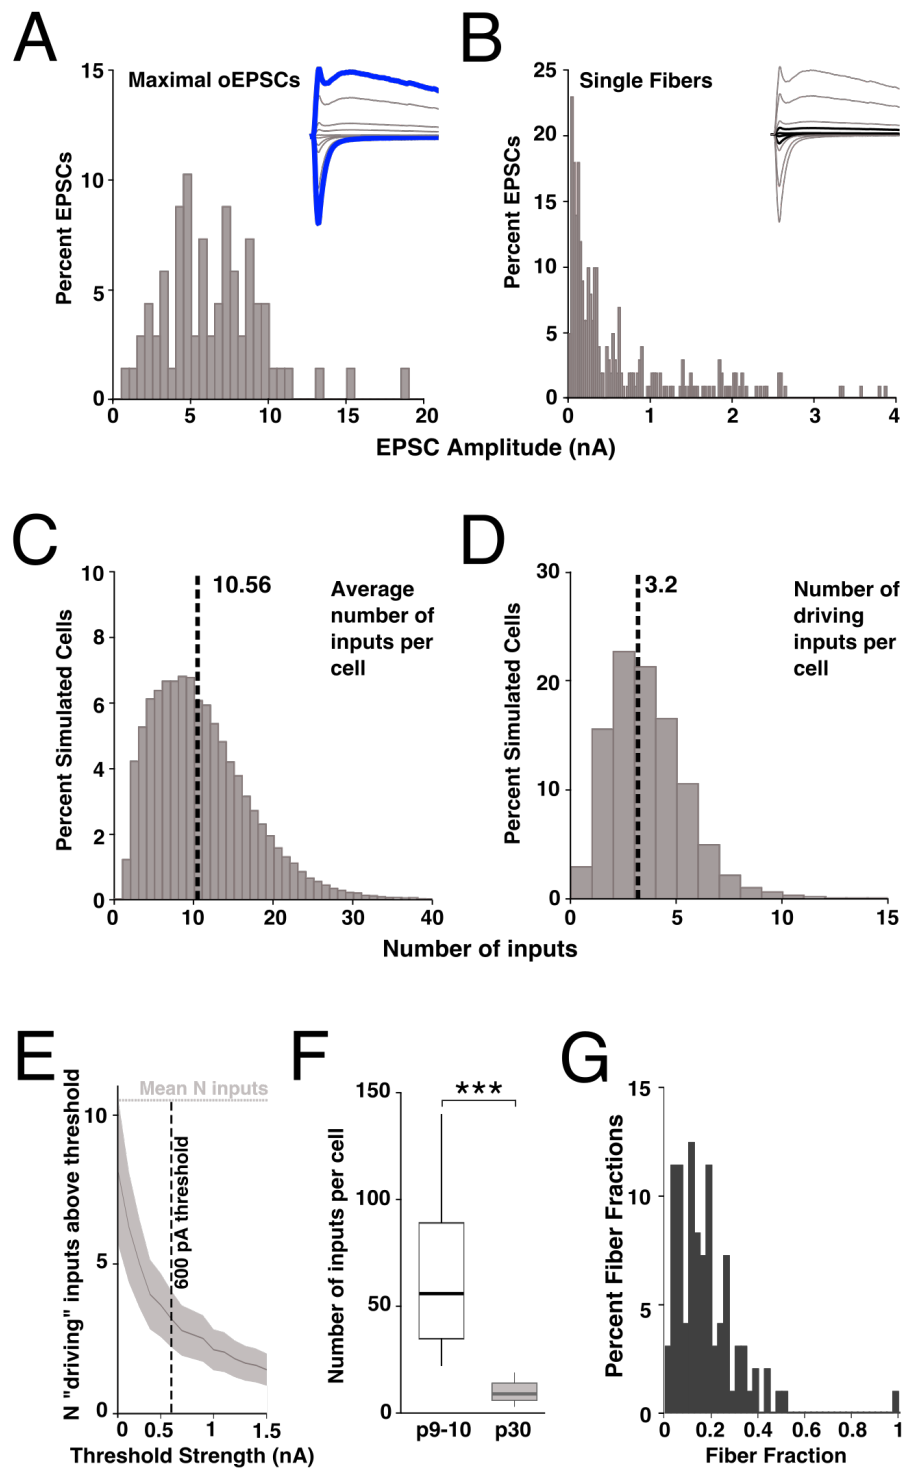 A
Maximal oEPSCs
Percent EPSCs
15
10
5
0
0 5 10 15 20
B
Single Fibers
Percent EPSCs
25
20
15
10
5
0
0 1 2 3 4
EPSC Amplitude (nA)
C
10.56
Average
number of
inputs per
cell
Percent Simulated Cells
10
8
6
4
2
0
0 10 20 30 40
D
3.2
Number of
driving
inputs per
cell
Percent Simulated Cells
30
20
10
0
0 5 10 15
Number of inputs
E
N "driving" inputs above threshold
Mean N inputs
600 pA threshold
10
5
0
0 0.5 1 1.5
Threshold Strength (nA)
F
Number of inputs per cell
***
150
100
50
0
p9-10 p30
G
Percent Fiber Fractions
15
10
5
0
0 0.2 0.4 0.6 0.8 1
Fiber Fraction